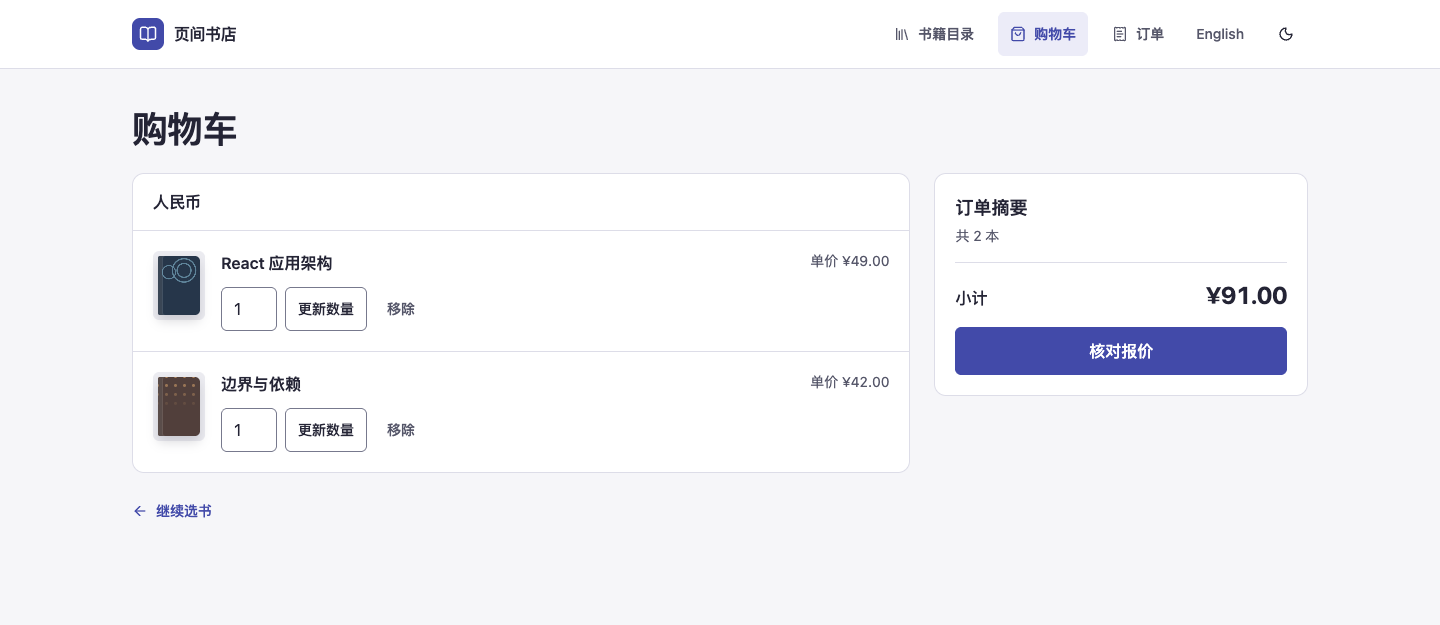 页间书店
书籍目录
购物车
订单
English
购物车
人民币
React 应用架构
单价 ¥49.00
1
更新数量
移除
边界与依赖
单价 ¥42.00
1
更新数量
移除
继续选书
订单摘要
共 2 本
小计
¥91.00
核对报价